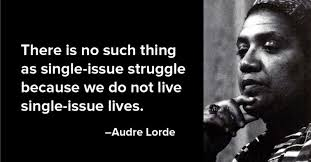 There is no such thing
as single-issue struggle
because we do not live
single-issue lives.
–Audre Lorde